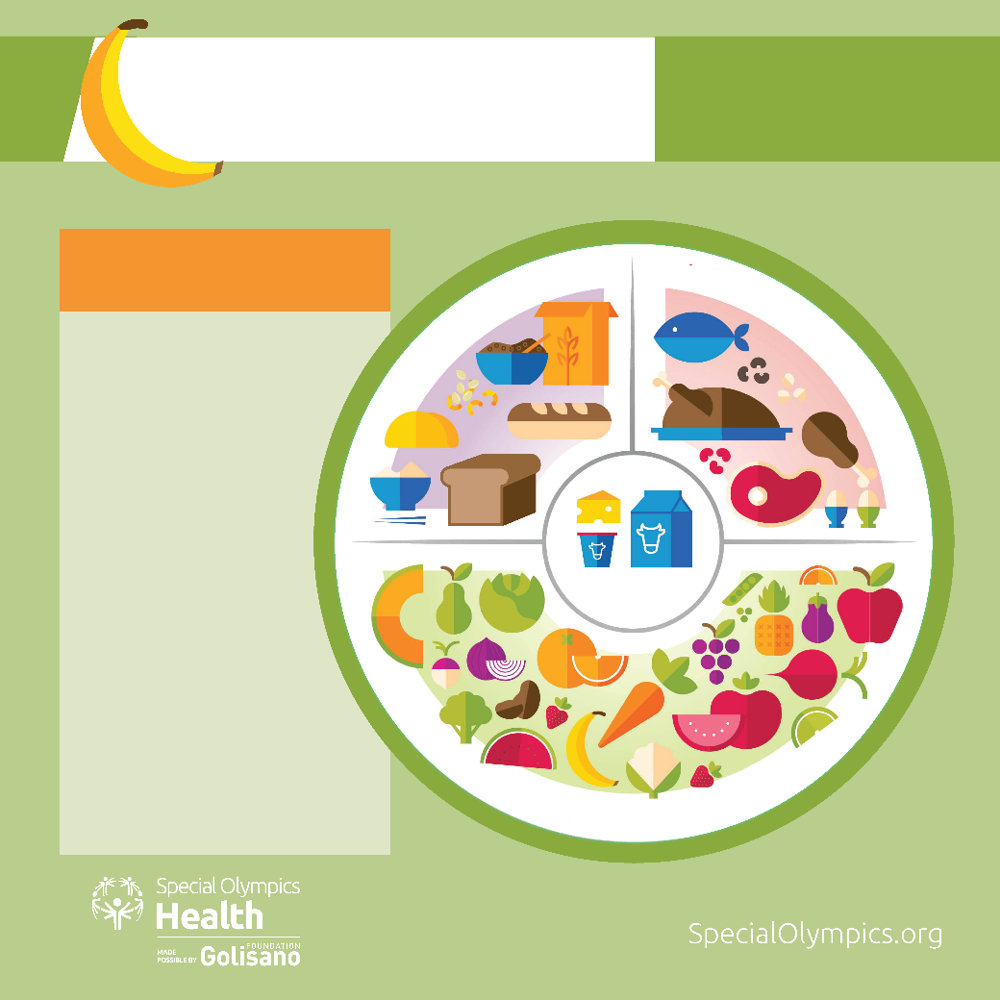 Special Olympics
Health
MADE
POSSIBLE BY
FOUNDATION
Golisano
SpecialOlympics.org